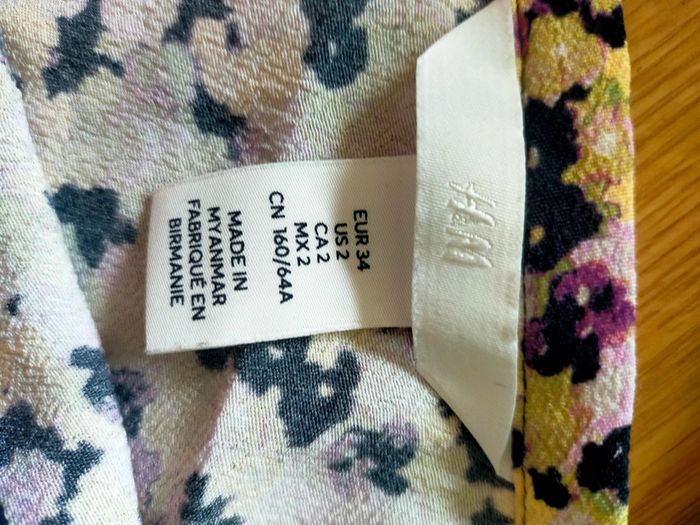 H&M
EUR 34
US 2
CA 2
MX 2
CN 160/64A
MADE IN
MYANMAR
FABRIQUÉ EN
BIRMANIE